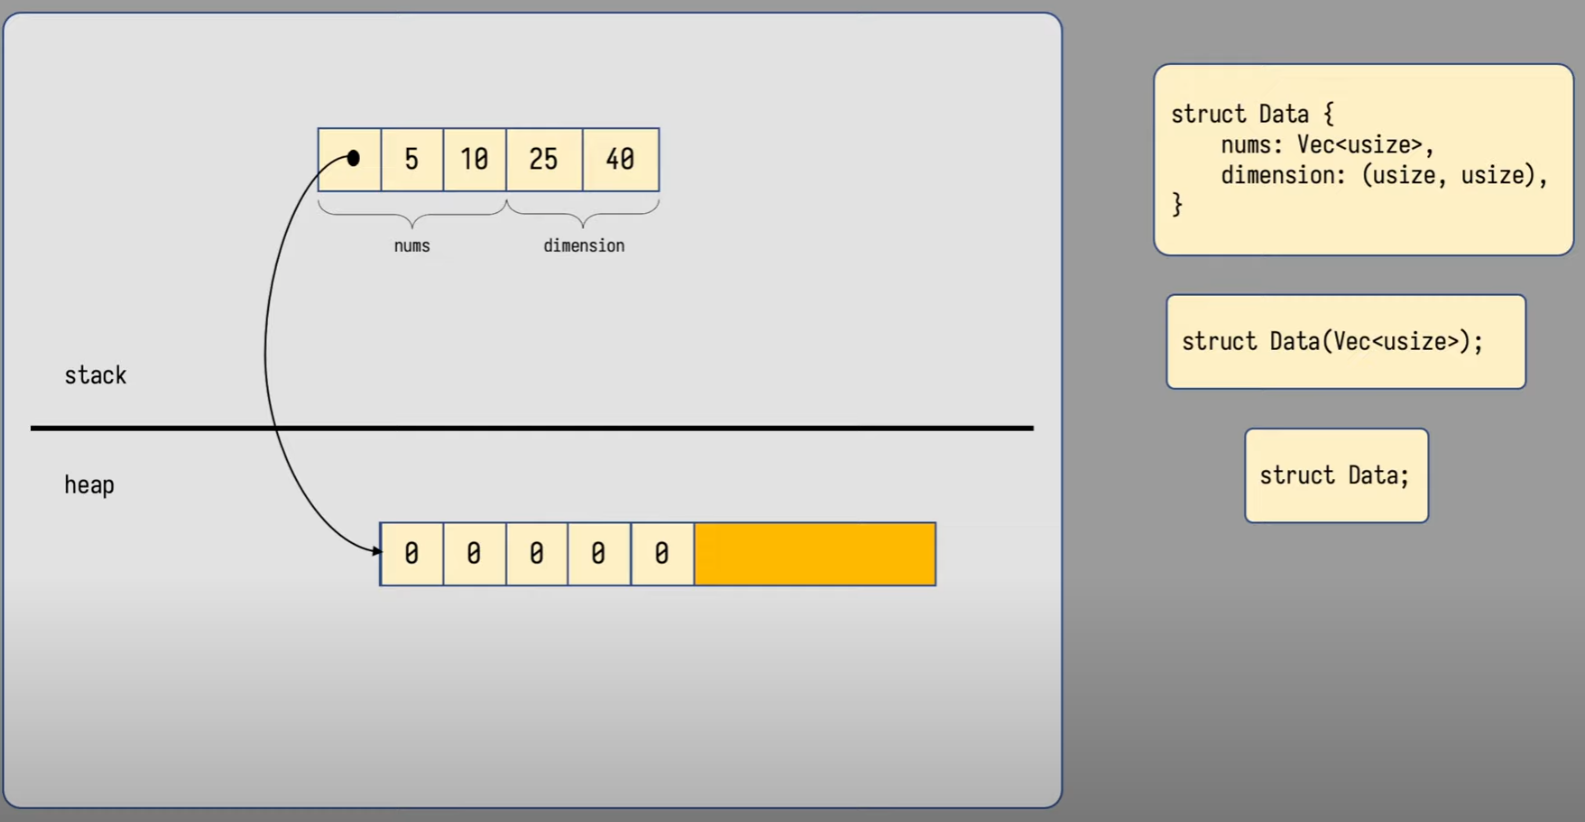 5 10 25 40
nums dimension
stack
heap
0 0 0 0 0
struct Data {
    nums: Vec<usize>,
    dimension: (usize, usize),
}
struct Data(Vec<usize>);
struct Data;